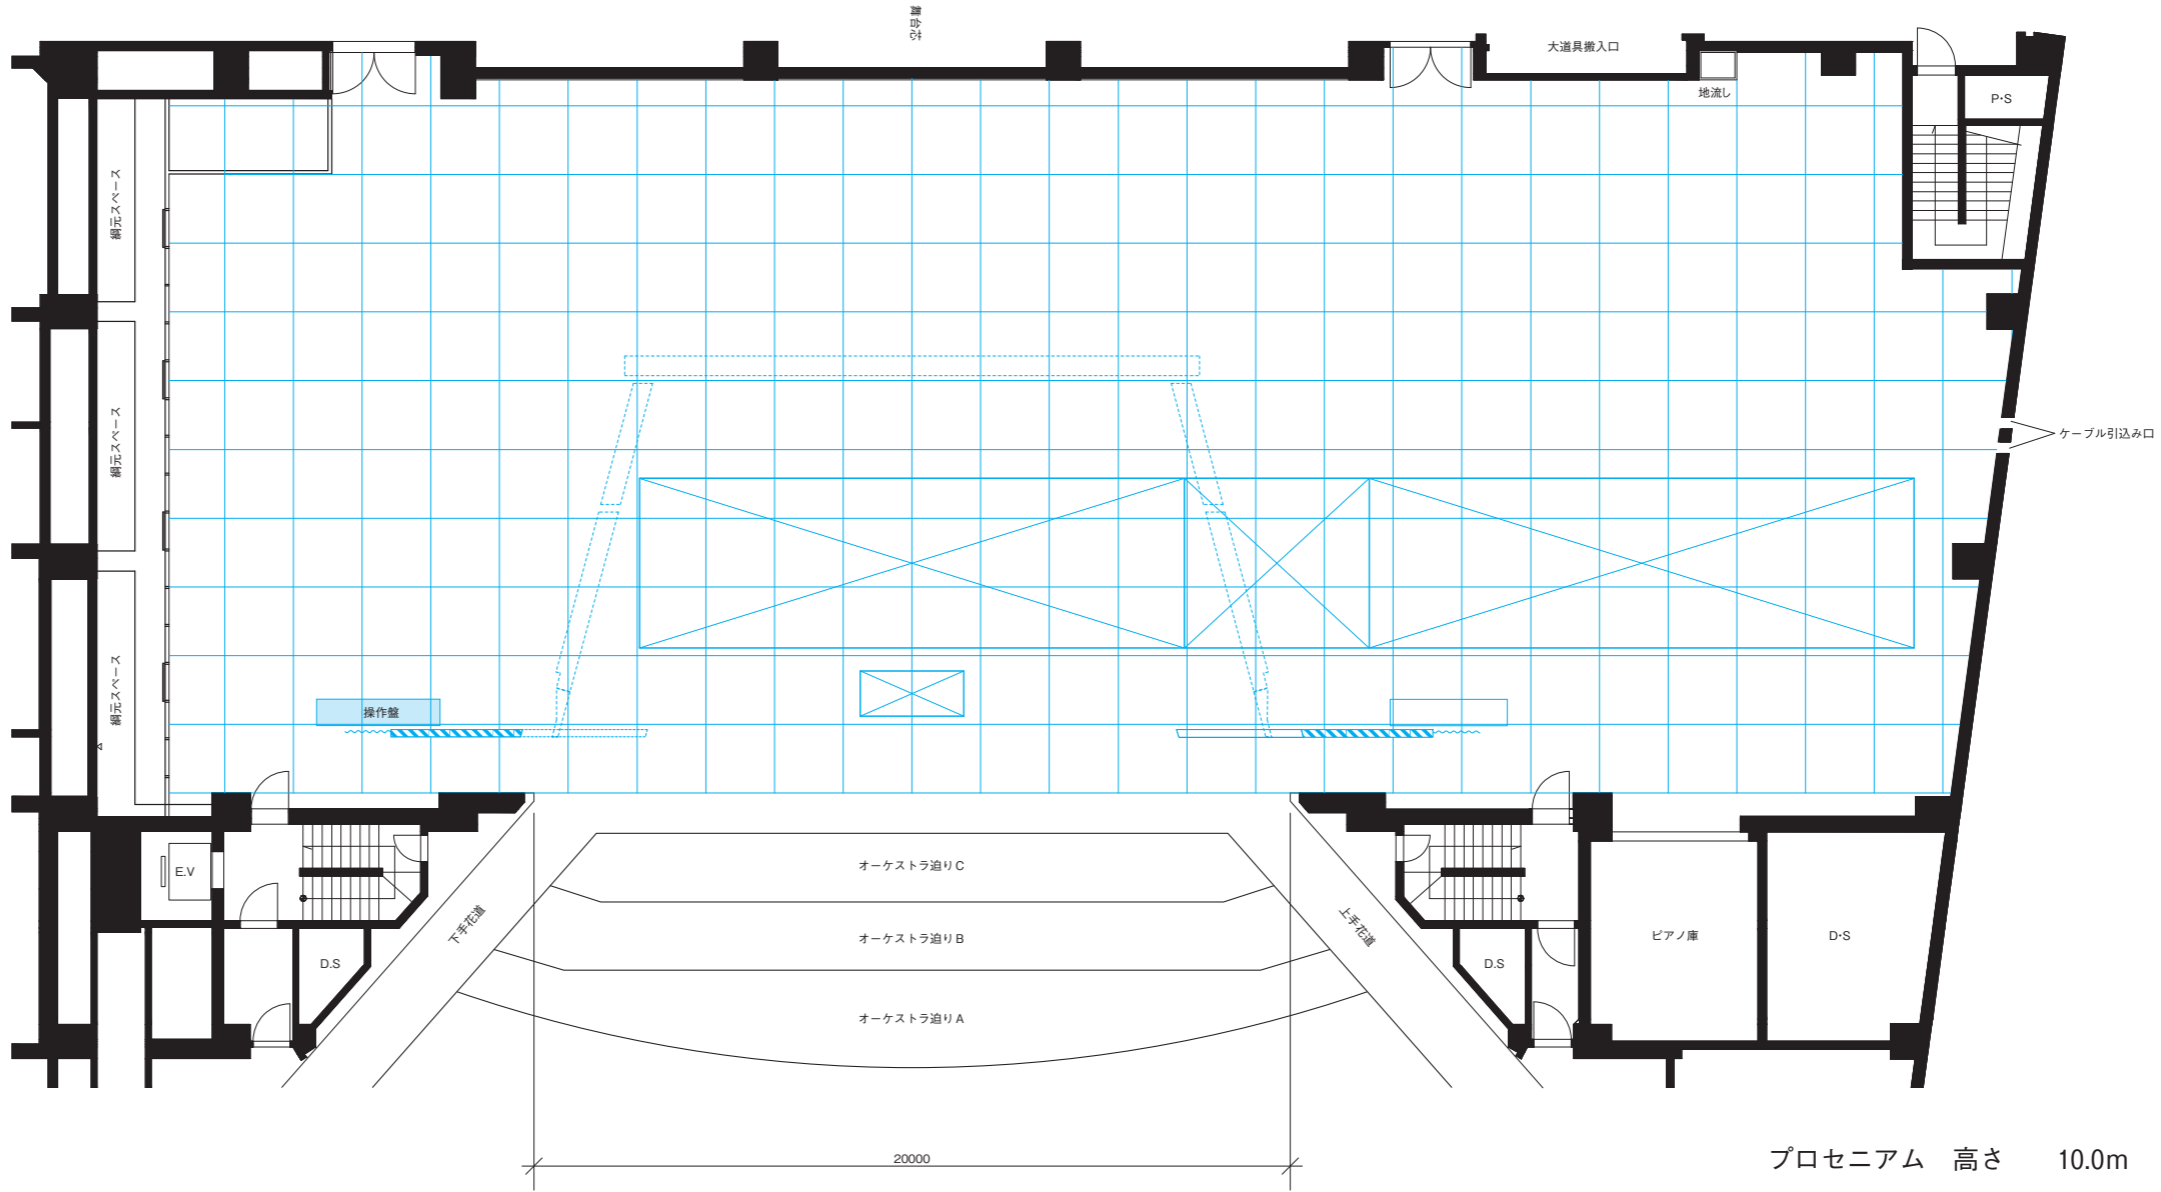 舞台芯
大道具搬入口
地流し
P・S
綱元スペース
ケーブル引込み口
綱元スペース
綱元スペース
操作盤
オーケストラ迫りC
E.V
下手花道
上手花道
オーケストラ迫りB
ピアノ庫
D・S
D.S
D.S
オーケストラ迫りA
20000
プロセニアム 高さ 10.0m